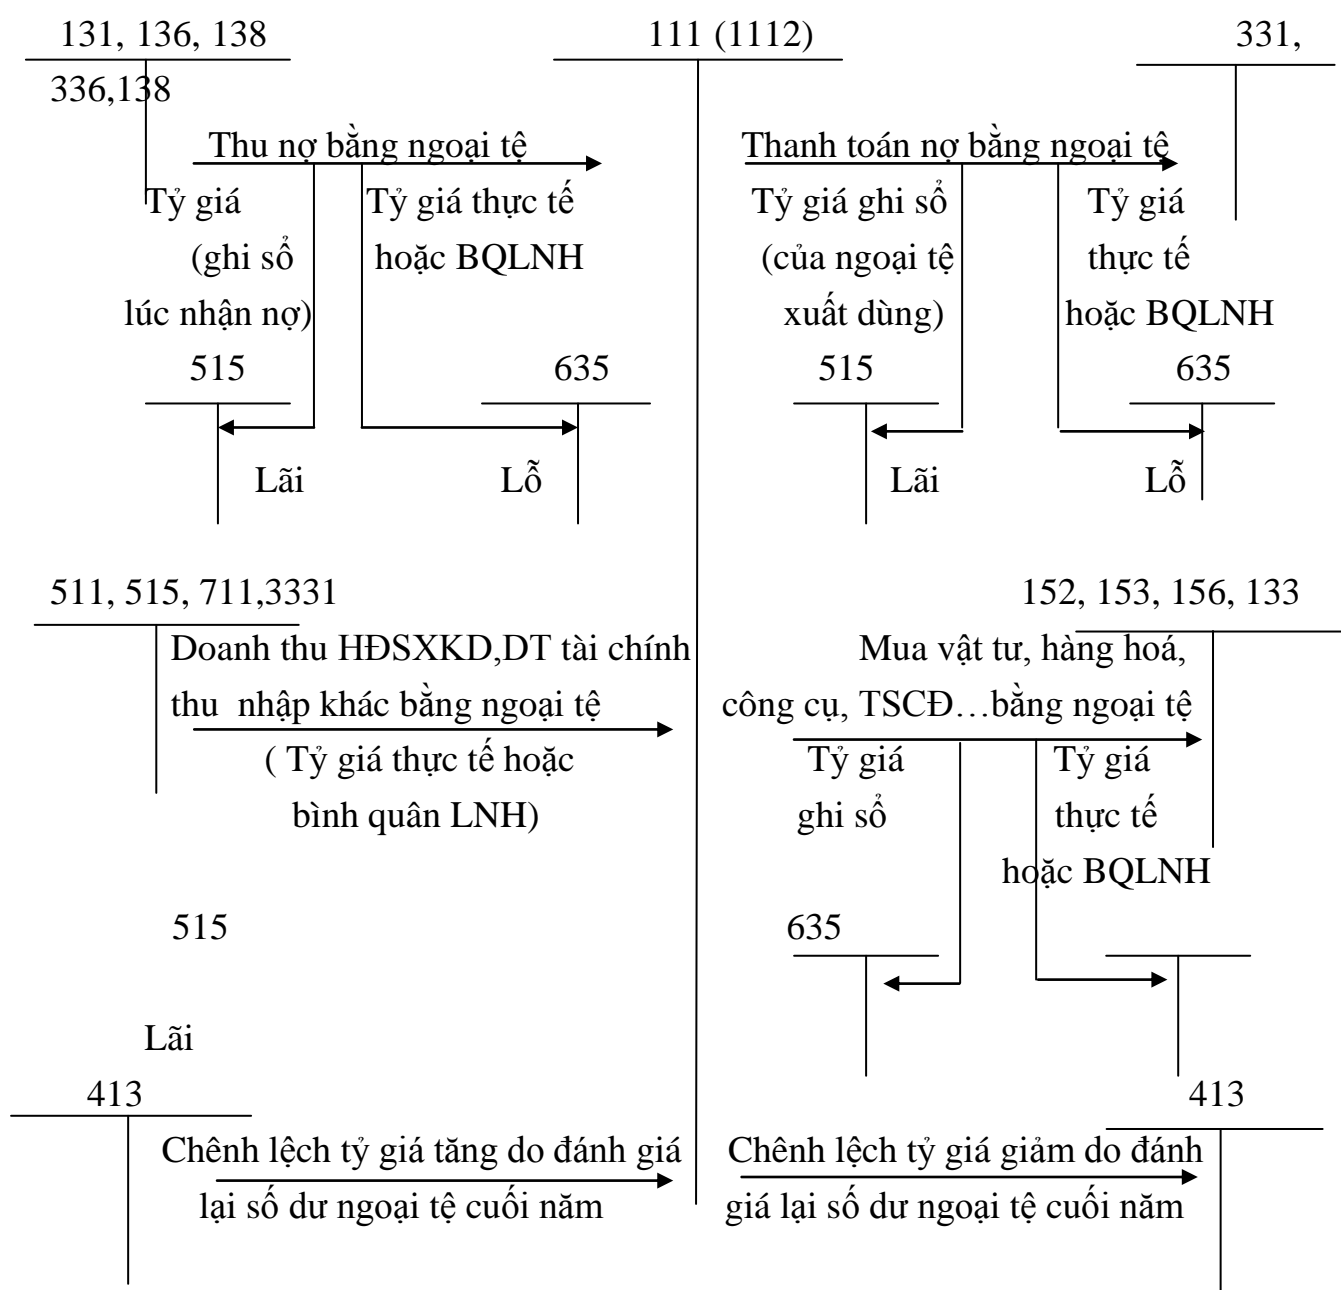 131, 136, 138
111 (1112)
331,
336,138
Thu nợ bằng ngoại tệ
Thanh toán nợ bằng ngoại tệ
Tỷ giá
Tỷ giá thực tế
Tỷ giá ghi sổ
Tỷ giá
(ghi sổ
hoặc BQLNH
(của ngoại tệ
thực tế
lúc nhận nợ)
xuất dùng)
hoặc BQLNH
515
635
515
635
Lãi
Lỗ
Lãi
Lỗ
511, 515, 711,3331
152, 153, 156, 133
Doanh thu HĐSXKD,DT tài chính
Mua vật tư, hàng hoá,
thu nhập khác bằng ngoại tệ
công cụ, TSCĐ…bằng ngoại tệ
( Tỷ giá thực tế hoặc
Tỷ giá
Tỷ giá
bình quân LNH)
ghi sổ
thực tế
hoặc BQLNH
515
635
Lãi
413
413
Chênh lệch tỷ giá tăng do đánh giá
Chênh lệch tỷ giá giảm do đánh
lại số dư ngoại tệ cuối năm
giá lại số dư ngoại tệ cuối năm